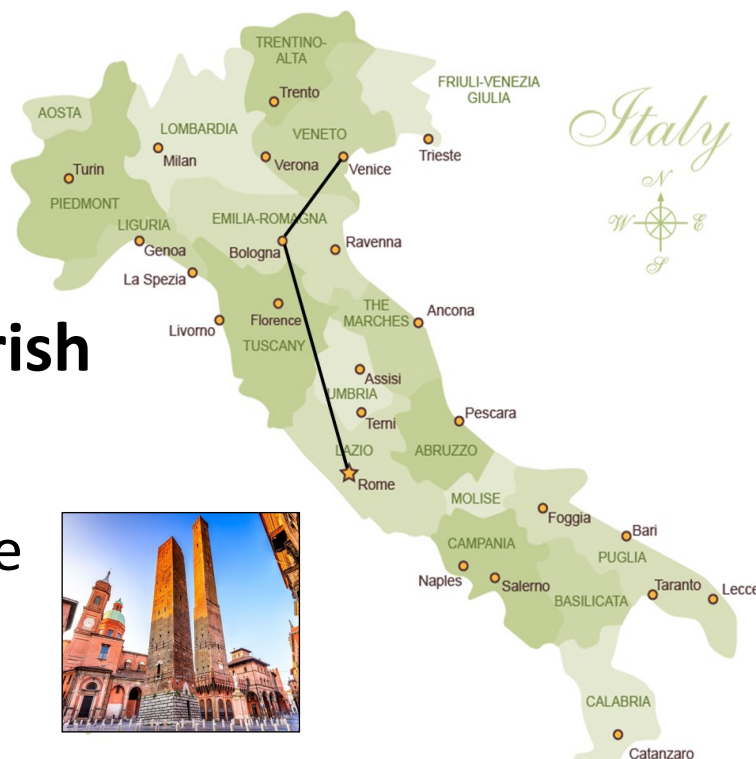 TRENTINO-
ALTA
Trento
FRIULI-VENEZIA
GIULIA
AOSTA
LOMBARDIA
VENETO
Italy
Milan
Verona
Venice
Trieste
Turin
N
PIEDMONT
W
E
LIGURIA
EMILIA-ROMAGNA
Genoa
Bologna
Ravenna
S
La Spezia
THE
MARCHES
Ancona
Florence
Livorno
TUSCANY
rish
Assisi
UMBRIA
Terni
Pescara
LAZIO
ABRUZZO
Rome
MOLISE
Foggia
Bari
e
CAMPANIA
PUGLIA
Naples
Salerno
BASILICATA
Taranto
Lecce
CALABRIA
Catanzaro